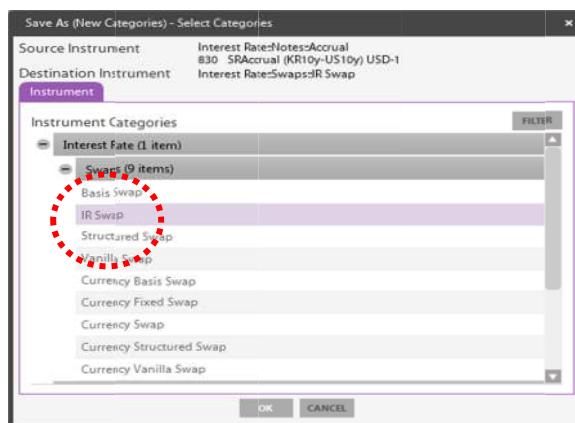 Save As (New Categories) - Select Categories ×
Source Instrument Interest Rate:Notes:Accrual
830 SRAccrual (KR10y-US10y) USD-1
Destination Instrument Interest Rate:Swaps:IR Swap
Instrument
Instrument Categories FILTER
Interest Rate (1 item)
Swaps (9 items)
Basis Swap
IR Swap
Structured Swap
Vanilla Swap
Currency Basis Swap
Currency Fixed Swap
Currency Swap
Currency Structured Swap
Currency Vanilla Swap
OK CANCEL